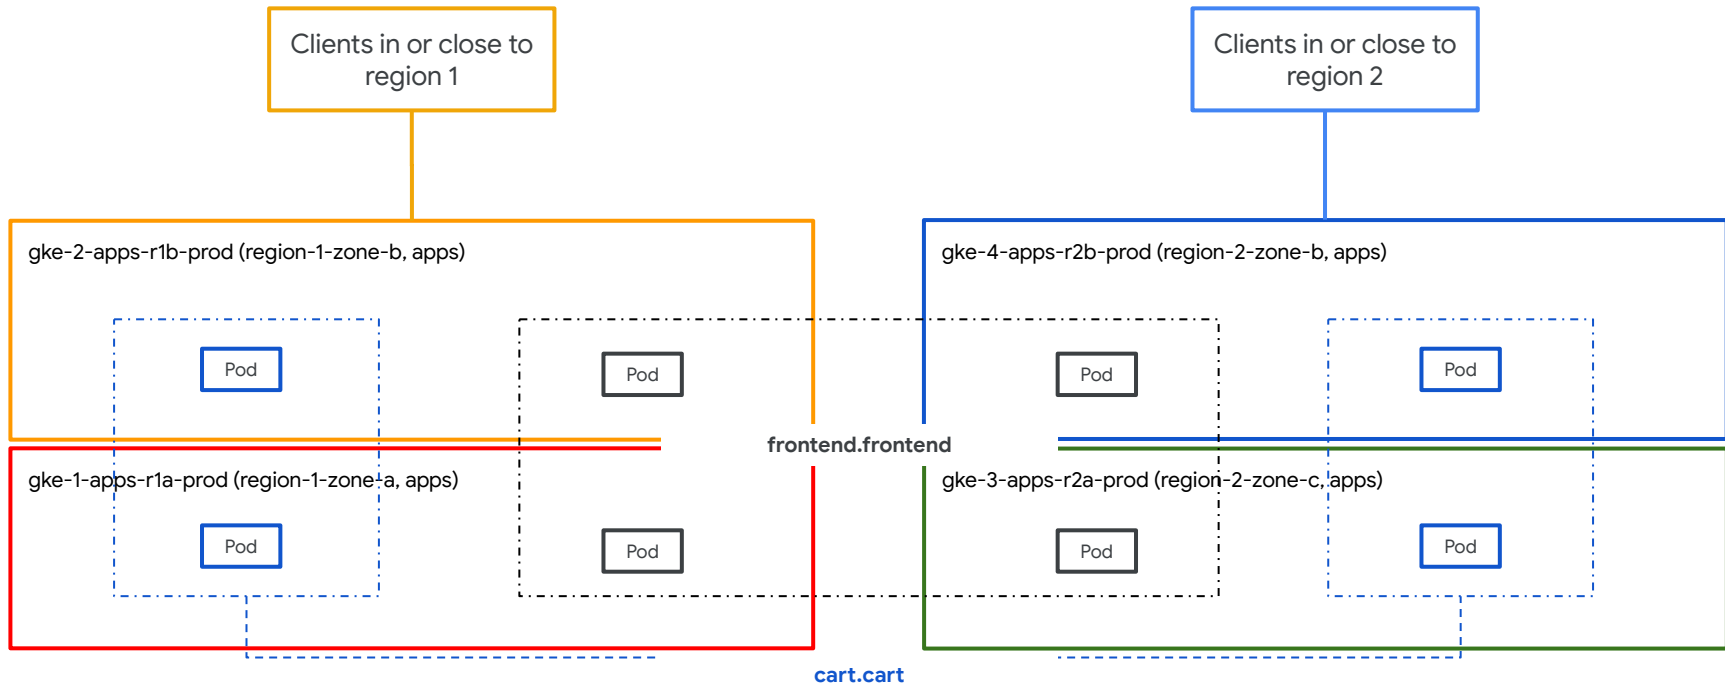 Clients in or close to
region 1
Clients in or close to
region 2
gke-2-apps-r1b-prod (region-1-zone-b, apps)
gke-4-apps-r2b-prod (region-2-zone-b, apps)
Pod
Pod
Pod
Pod
frontend.frontend
gke-1-apps-r1a-prod (region-1-zone-a, apps)
gke-3-apps-r2a-prod (region-2-zone-c, apps)
Pod
Pod
Pod
Pod
cart.cart